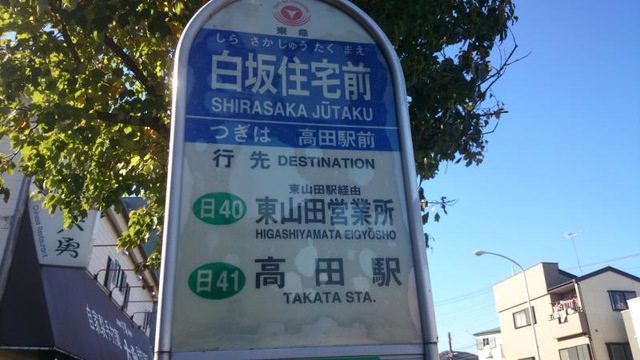 東急
しらさかじゅうたくまえ
白坂住宅前
SHIRASAKA JŪTAKU
つぎは 高田駅前
行先 DESTINATION
東山田駅経由
日40 東山田営業所
HIGASHIYAMATA EIGYŌSHO
日41 高田駅
TAKATA STA.